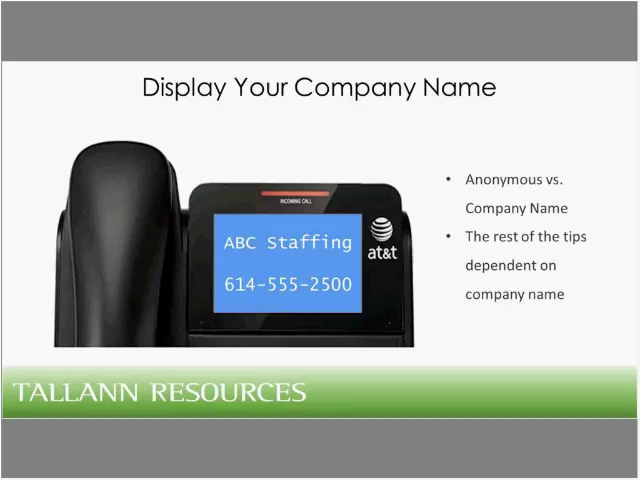 Display Your Company Name
INCOMING CALL
ABC Staffing
614-555-2500
at&t
• Anonymous vs.
Company Name
• The rest of the tips
dependent on
company name
TALLANN RESOURCES